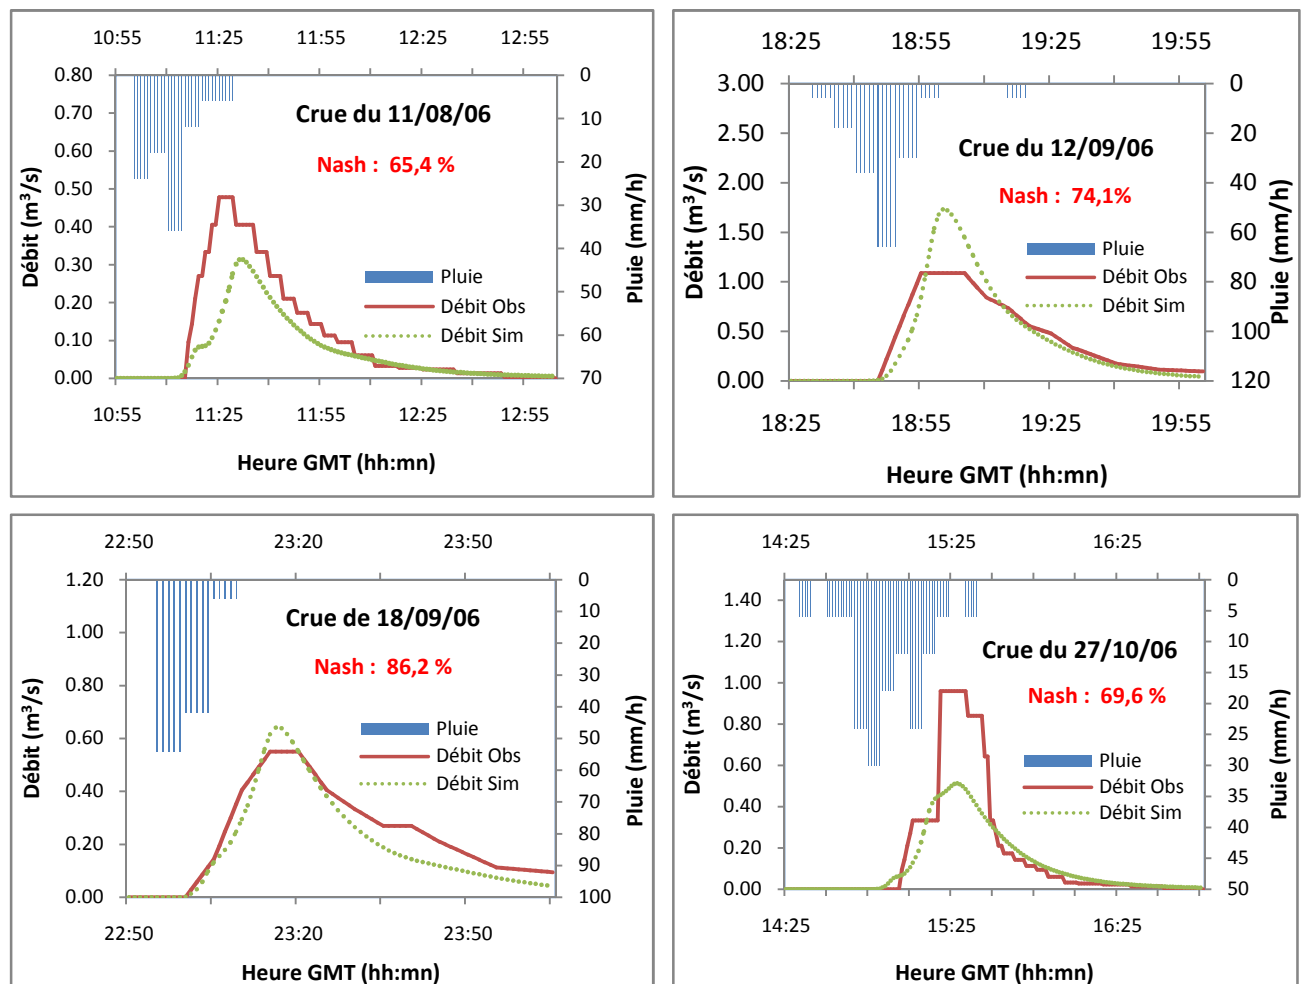 10:55 11:25 11:55 12:25 12:55
0.80
0.70
0.60
0.50
0.40
0.30
0.20
0.10
0.00
Débit (m³/s)
Crue du 11/08/06
Nash : 65,4 %
Pluie
Débit Obs
Débit Sim
0
10
20
30
40
50
60
70
Pluie (mm/h)
10:55 11:25 11:55 12:25 12:55
Heure GMT (hh:mn)
18:25 18:55 19:25 19:55
3.00
2.50
2.00
1.50
1.00
0.50
0.00
Débit (m³/s)
Crue du 12/09/06
Nash : 74,1%
Pluie
Débit Obs
Débit Sim
0
20
40
60
80
100
120
Pluie (mm/h)
18:25 18:55 19:25 19:55
Heure GMT (hh:mn)
22:50 23:20 23:50
1.20
1.00
0.80
0.60
0.40
0.20
0.00
Débit (m³/s)
Crue de 18/09/06
Nash : 86,2 %
Pluie
Débit Obs
Débit Sim
0
10
20
30
40
50
60
70
80
90
100
Pluie (mm/h)
22:50 23:20 23:50
Heure GMT (hh:mn)
14:25 15:25 16:25
1.40
1.20
1.00
0.80
0.60
0.40
0.20
0.00
Débit (m³/s)
Crue du 27/10/06
Nash : 69,6 %
Pluie
Débit Obs
Débit Sim
0
5
10
15
20
25
30
35
40
45
50
Pluie (mm/h)
14:25 15:25 16:25
Heure GMT (hh:mn)